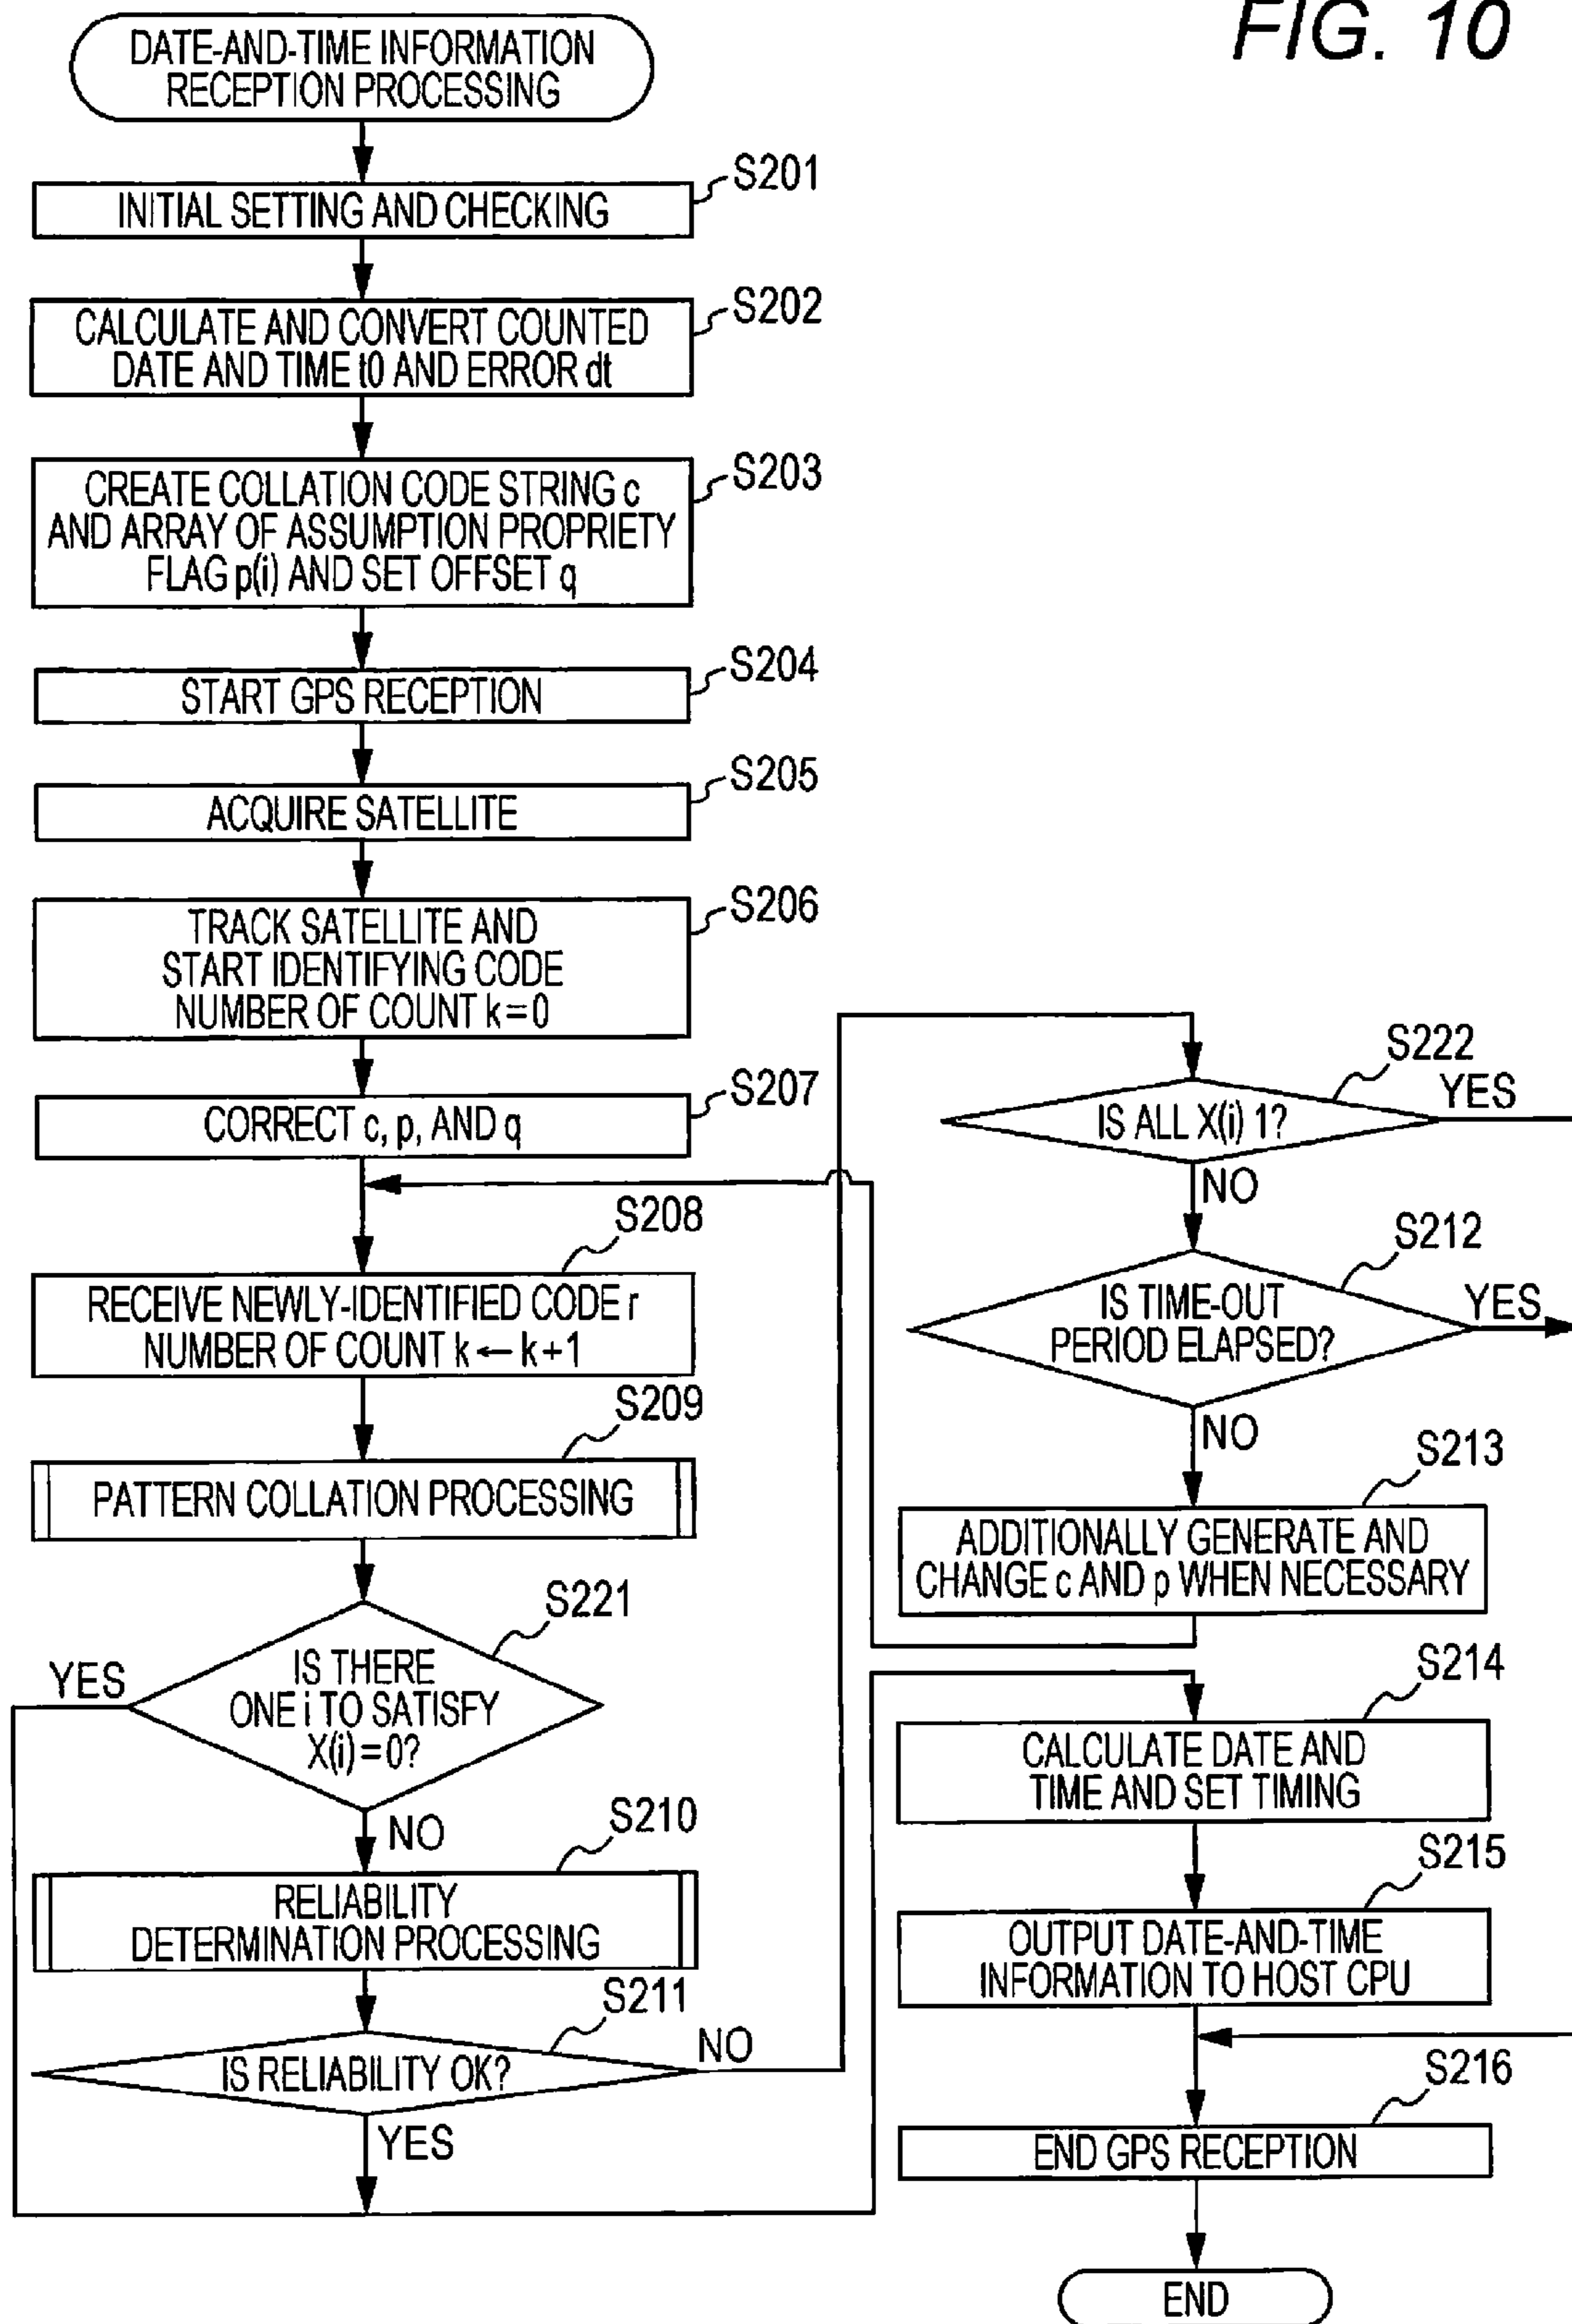 FIG. 10
DATE-AND-TIME INFORMATION
RECEPTION PROCESSING
S201
INITIAL SETTING AND CHECKING
S202
CALCULATE AND CONVERT COUNTED
DATE AND TIME t0 AND ERROR dt
S203
CREATE COLLATION CODE STRING c
AND ARRAY OF ASSUMPTION PROPRIETY
FLAG p(i) AND SET OFFSET q
S204
START GPS RECEPTION
S205
ACQUIRE SATELLITE
S206
TRACK SATELLITE AND
START IDENTIFYING CODE
NUMBER OF COUNT k=0
S207
CORRECT c, p, AND q
S208
RECEIVE NEWLY-IDENTIFIED CODE r
NUMBER OF COUNT k←k+1
S209
PATTERN COLLATION PROCESSING
S221
YES
IS THERE
ONE i TO SATISFY
X(i)=0?
NO
S210
RELIABILITY
DETERMINATION PROCESSING
S211
IS RELIABILITY OK?
NO
YES
S222
YES
IS ALL X(i) 1?
NO
S212
IS TIME-OUT
PERIOD ELAPSED?
YES
NO
S213
ADDITIONALLY GENERATE AND
CHANGE c AND p WHEN NECESSARY
S214
CALCULATE DATE AND
TIME AND SET TIMING
S215
OUTPUT DATE-AND-TIME
INFORMATION TO HOST CPU
S216
END GPS RECEPTION
END